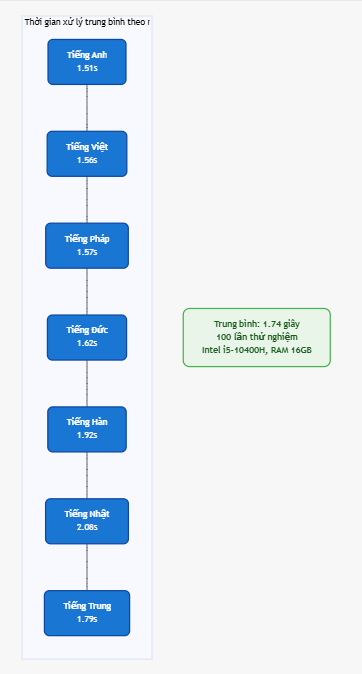 Thời gian xử lý trung bình theo
Tiếng Anh
1.51s
Tiếng Việt
1.56s
Tiếng Pháp
1.57s
Tiếng Đức
1.62s
Tiếng Hàn
1.92s
Tiếng Nhật
2.08s
Tiếng Trung
1.79s
Trung bình: 1.74 giây
100 lần thử nghiệm
Intel i5-10400H, RAM 16GB